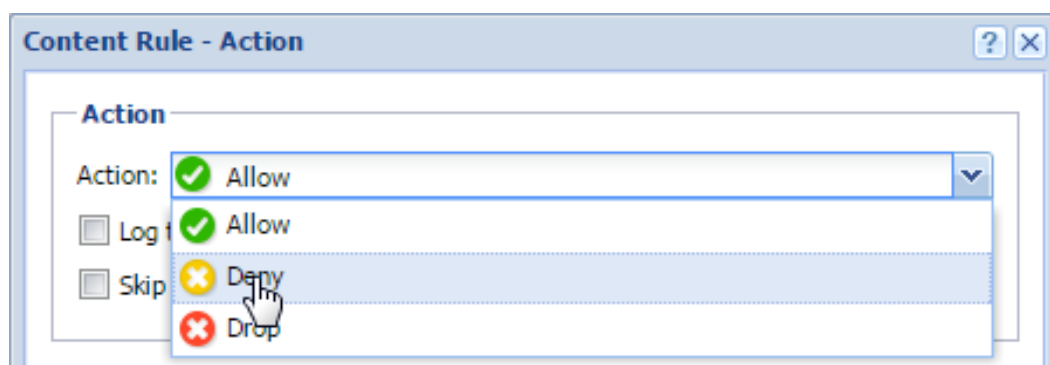 Content Rule - Action
Action
Action: Allow
Log
Allow
Skip
Deny
Drop